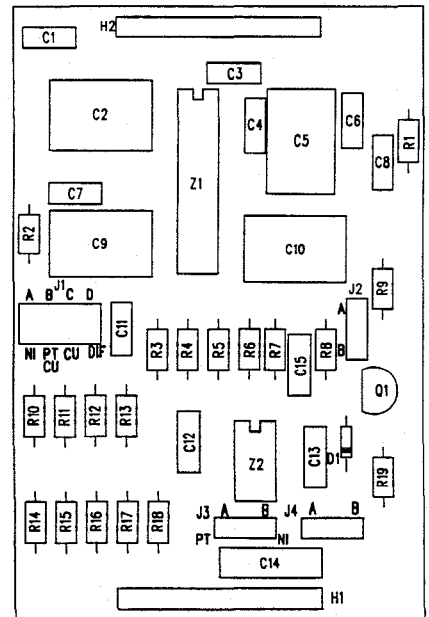 H2
C1
C3
C2
C4
C5
C6
R1
C8
Z1
C7
R2
C9
C10
J1
A B C D
R9
J2
A
C11
R3
R4
R5
R6
R7
C15
R8
B
NI PT CU DIF
CU
Q1
R10
R11
R12
R13
C12
Z2
C13
D1
R19
J3 A B J4 A B
R14
R15
R16
R17
R18
PT NI
C14
H1